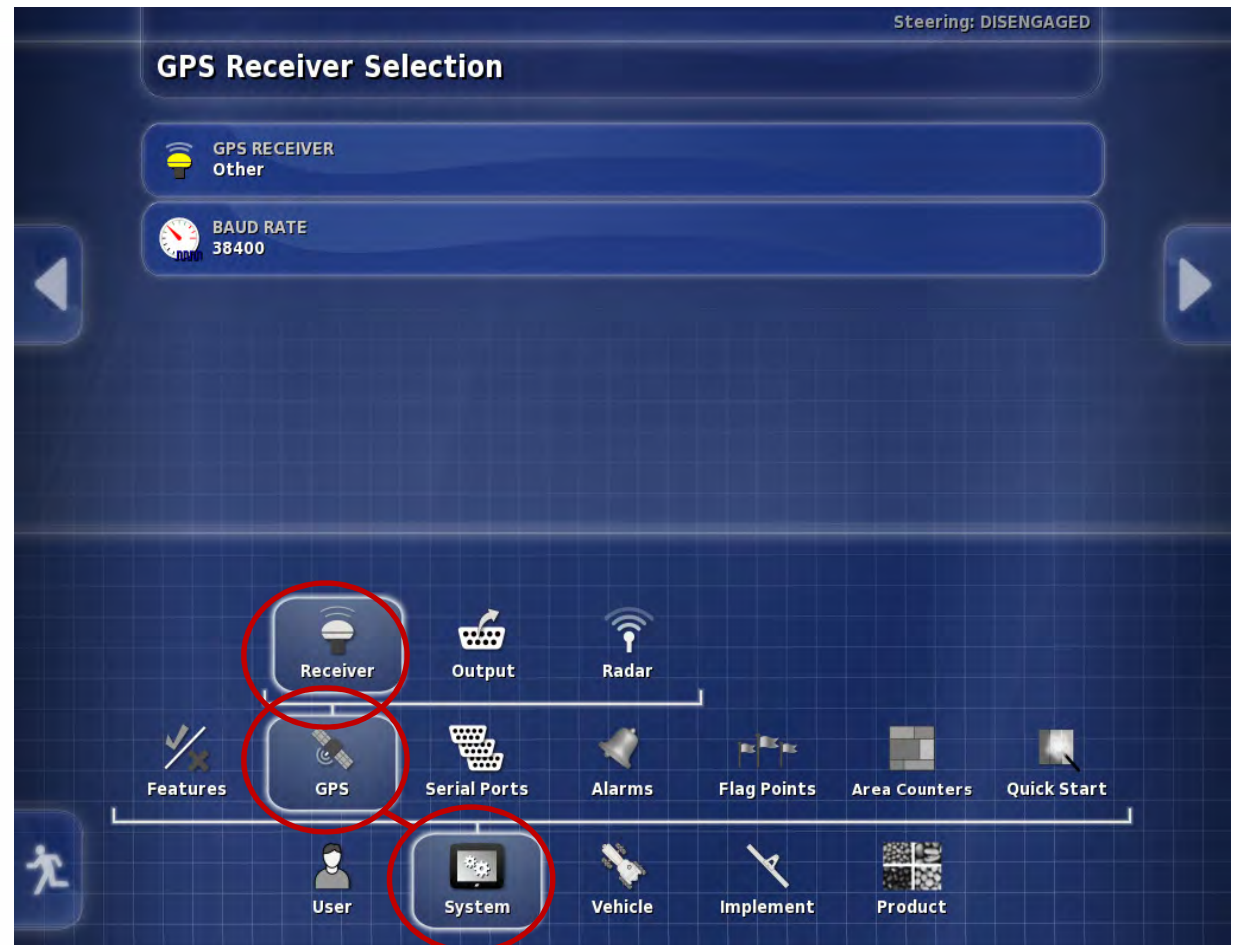 Steering: DISENGAGED
GPS Receiver Selection
GPS RECEIVER
Other
BAUD RATE
38400
Receiver Output Radar
Features GPS Serial Ports Alarms Flag Points Area Counters Quick Start
User System Vehicle Implement Product